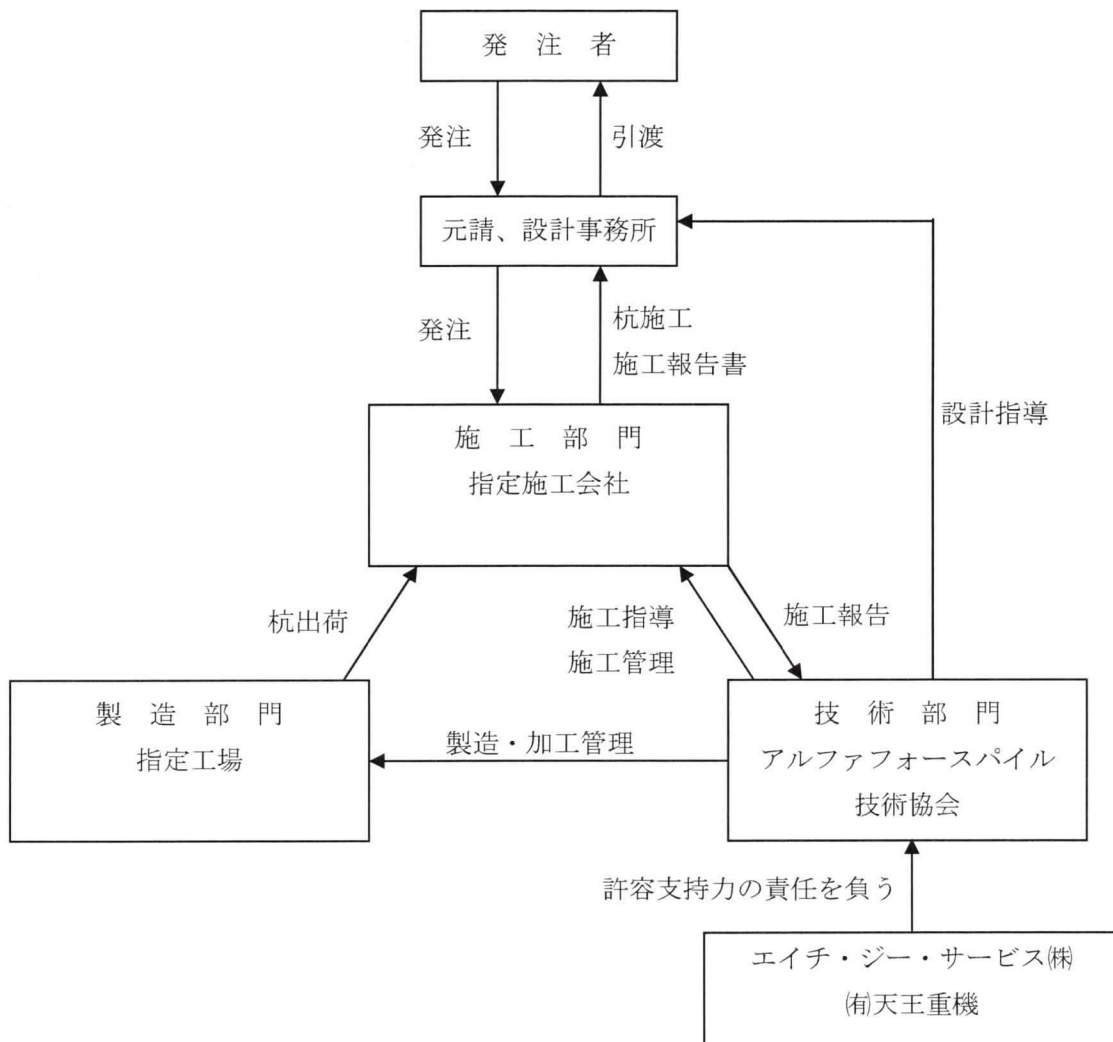 発　注　者
発注
引渡
元請、設計事務所
発注
杭施工
施工報告書
設計指導
施　工　部　門
指定施工会社
杭出荷
施工指導
施工管理
施工報告
製　造　部　門
指定工場
製造・加工管理
技　術　部　門
アルファフォースパイル
技術協会
許容支持力の責任を負う
エイチ・ジー・サービス㈱
㈲天王重機